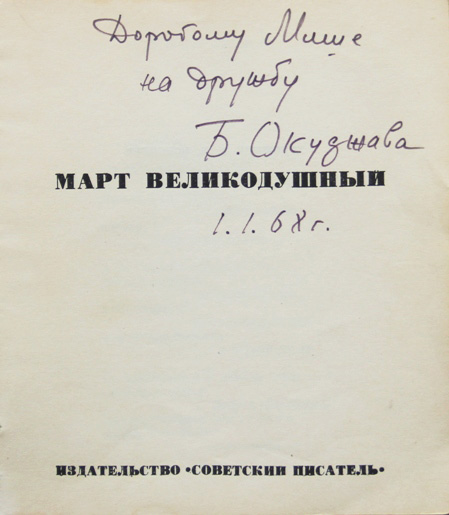 Дорогому Мише
на дружбу
Б. Окуджава
МАРТ ВЕЛИКОДУШНЫЙ
1.1.68г.
ИЗДАТЕЛЬСТВО •СОВЕТСКИЙ ПИСАТЕЛЬ•